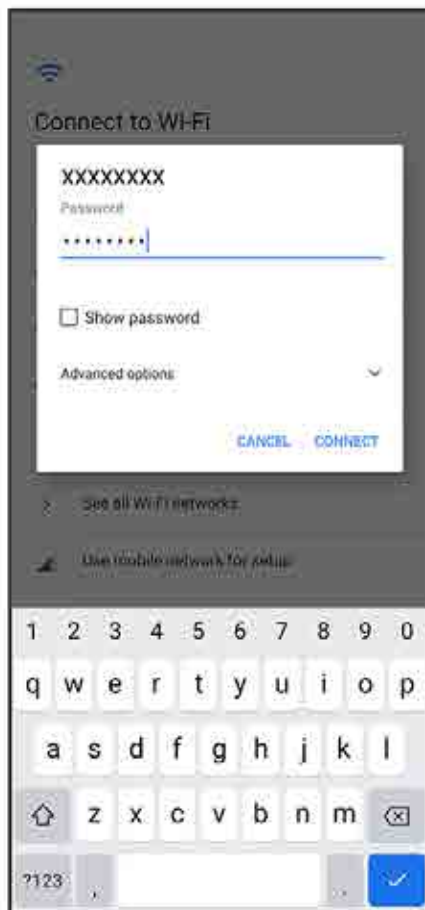 Connect to Wi-Fi
XXXXXXXX
Password
••••••••
Show password
Advanced options
CANCEL CONNECT
See all Wi-Fi networks
Use mobile network for setup
1 2 3 4 5 6 7 8 9 0
q w e r t y u i o p
a s d f g h j k l
z x c v b n m
?123 , .